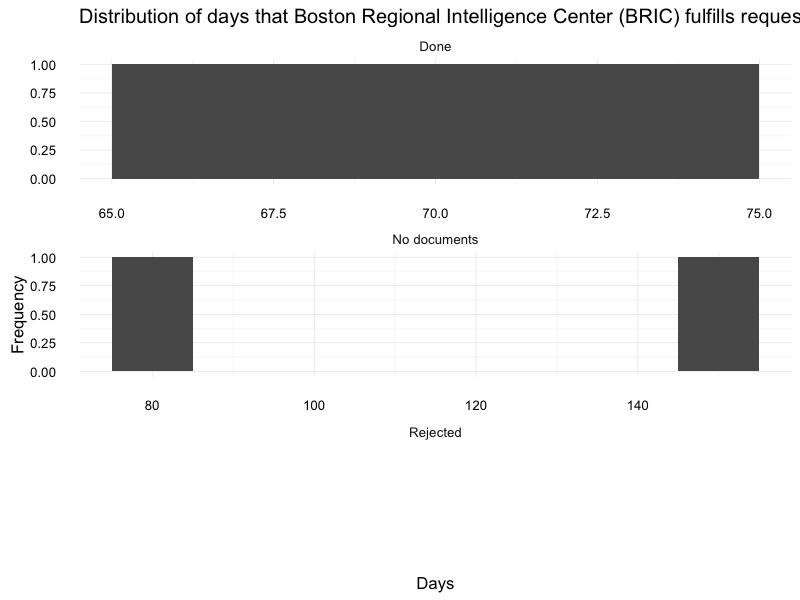 Distribution of days that Boston Regional Intelligence Center (BRIC) fulfills reques
Done
1.00
0.75
0.50
0.25
0.00
65.0 67.5 70.0 72.5 75.0
No documents
Frequency
1.00
0.75
0.50
0.25
0.00
80 100 120 140
Rejected
Days